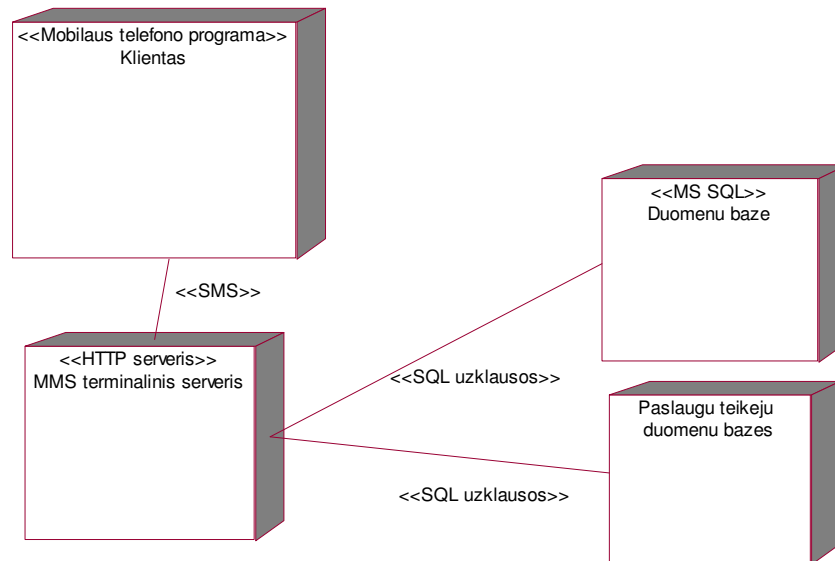 <<Mobilaus telefono programa>>
Klientas
<<SMS>>
<<HTTP serveris>>
MMS terminalinis serveris
<<MS SQL>>
Duomenu baze
<<SQL uzklausos>>
Paslaugu teikeju
duomenu bazes
<<SQL uzklausos>>